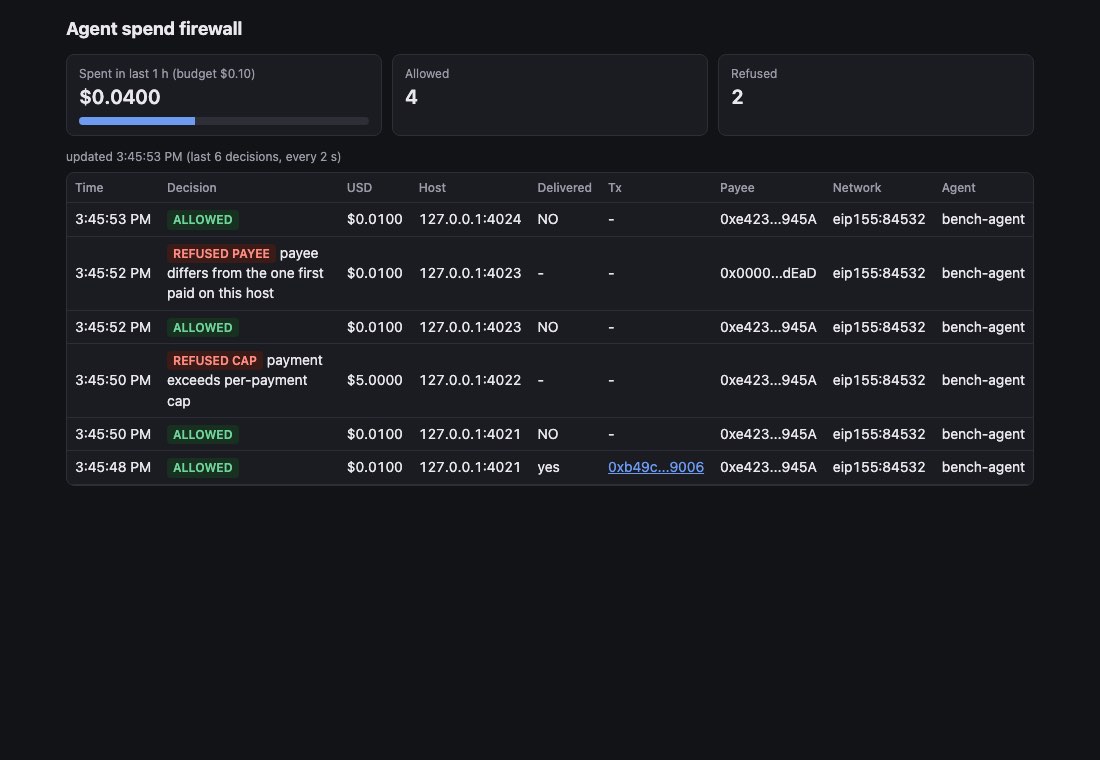 Agent spend firewall
Spent in last 1 h (budget $0.10) Allowed Refused
$0.0400 4 2
updated 3:45:53 PM (last 6 decisions, every 2 s)
Time Decision USD Host Delivered Tx Payee Network Agent
3:45:53 PM ALLOWED $0.0100 127.0.0.1:4024 NO - 0xe423...945A eip155:84532 bench-agent
REFUSED PAYEE payee
3:45:52 PM differs from the one first $0.0100 127.0.0.1:4023 - - 0x0000...dEaD eip155:84532 bench-agent
paid on this host
3:45:52 PM ALLOWED $0.0100 127.0.0.1:4023 NO - 0xe423...945A eip155:84532 bench-agent
REFUSED CAP payment
3:45:50 PM exceeds per-payment $5.0000 127.0.0.1:4022 - - 0xe423...945A eip155:84532 bench-agent
cap
3:45:50 PM ALLOWED $0.0100 127.0.0.1:4021 NO - 0xe423...945A eip155:84532 bench-agent
3:45:48 PM ALLOWED $0.0100 127.0.0.1:4021 yes 0xb49c...9006 0xe423...945A eip155:84532 bench-agent